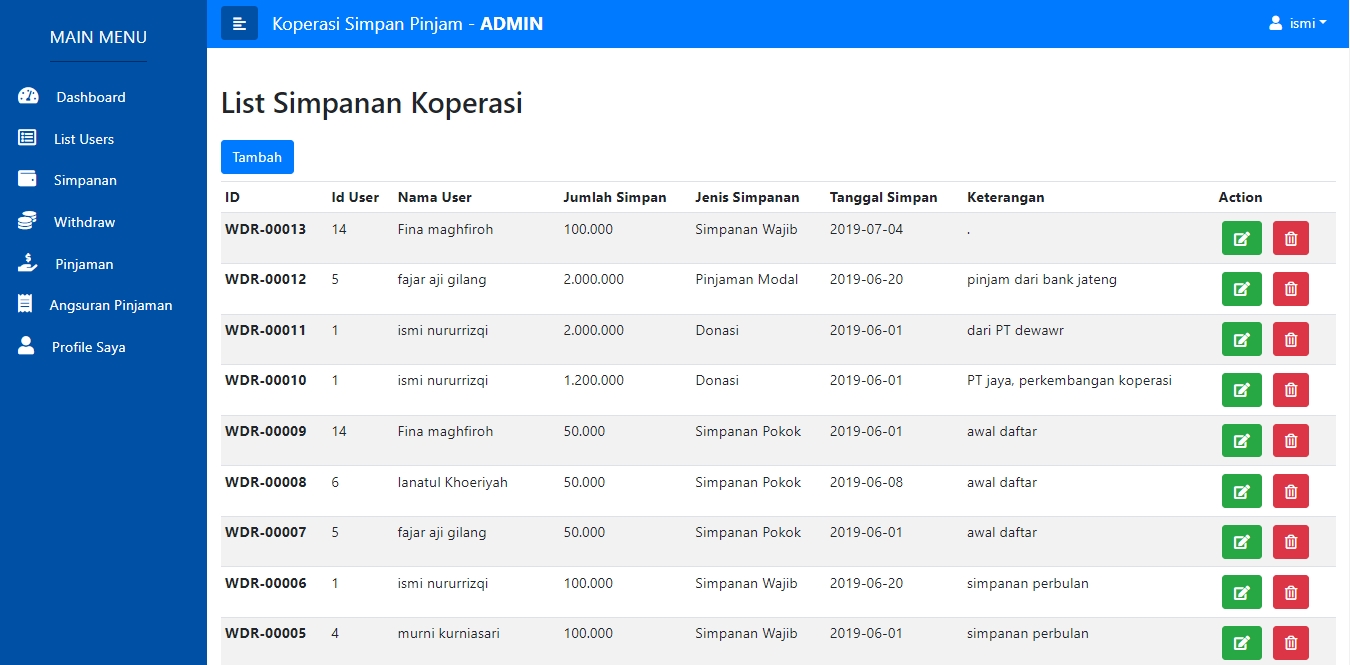 MAIN MENU
Dashboard
List Users
Simpanan
Withdraw
Pinjaman
Angsuran Pinjaman
Profile Saya
Koperasi Simpan Pinjam - ADMIN
ismi
List Simpanan Koperasi
Tambah
ID Id User Nama User Jumlah Simpan Jenis Simpanan Tanggal Simpan Keterangan Action
WDR-00013 14 Fina maghfiroh 100.000 Simpanan Wajib 2019-07-04 .
WDR-00012 5 fajar aji gilang 2.000.000 Pinjaman Modal 2019-06-20 pinjam dari bank jateng
WDR-00011 1 ismi nururrizqi 2.000.000 Donasi 2019-06-01 dari PT dewawr
WDR-00010 1 ismi nururrizqi 1.200.000 Donasi 2019-06-01 PT jaya, perkembangan koperasi
WDR-00009 14 Fina maghfiroh 50.000 Simpanan Pokok 2019-06-01 awal daftar
WDR-00008 6 Ianatul Khoeriyah 50.000 Simpanan Pokok 2019-06-08 awal daftar
WDR-00007 5 fajar aji gilang 50.000 Simpanan Pokok 2019-06-01 awal daftar
WDR-00006 1 ismi nururrizqi 100.000 Simpanan Wajib 2019-06-20 simpanan perbulan
WDR-00005 4 murni kurniasari 100.000 Simpanan Wajib 2019-06-01 simpanan perbulan